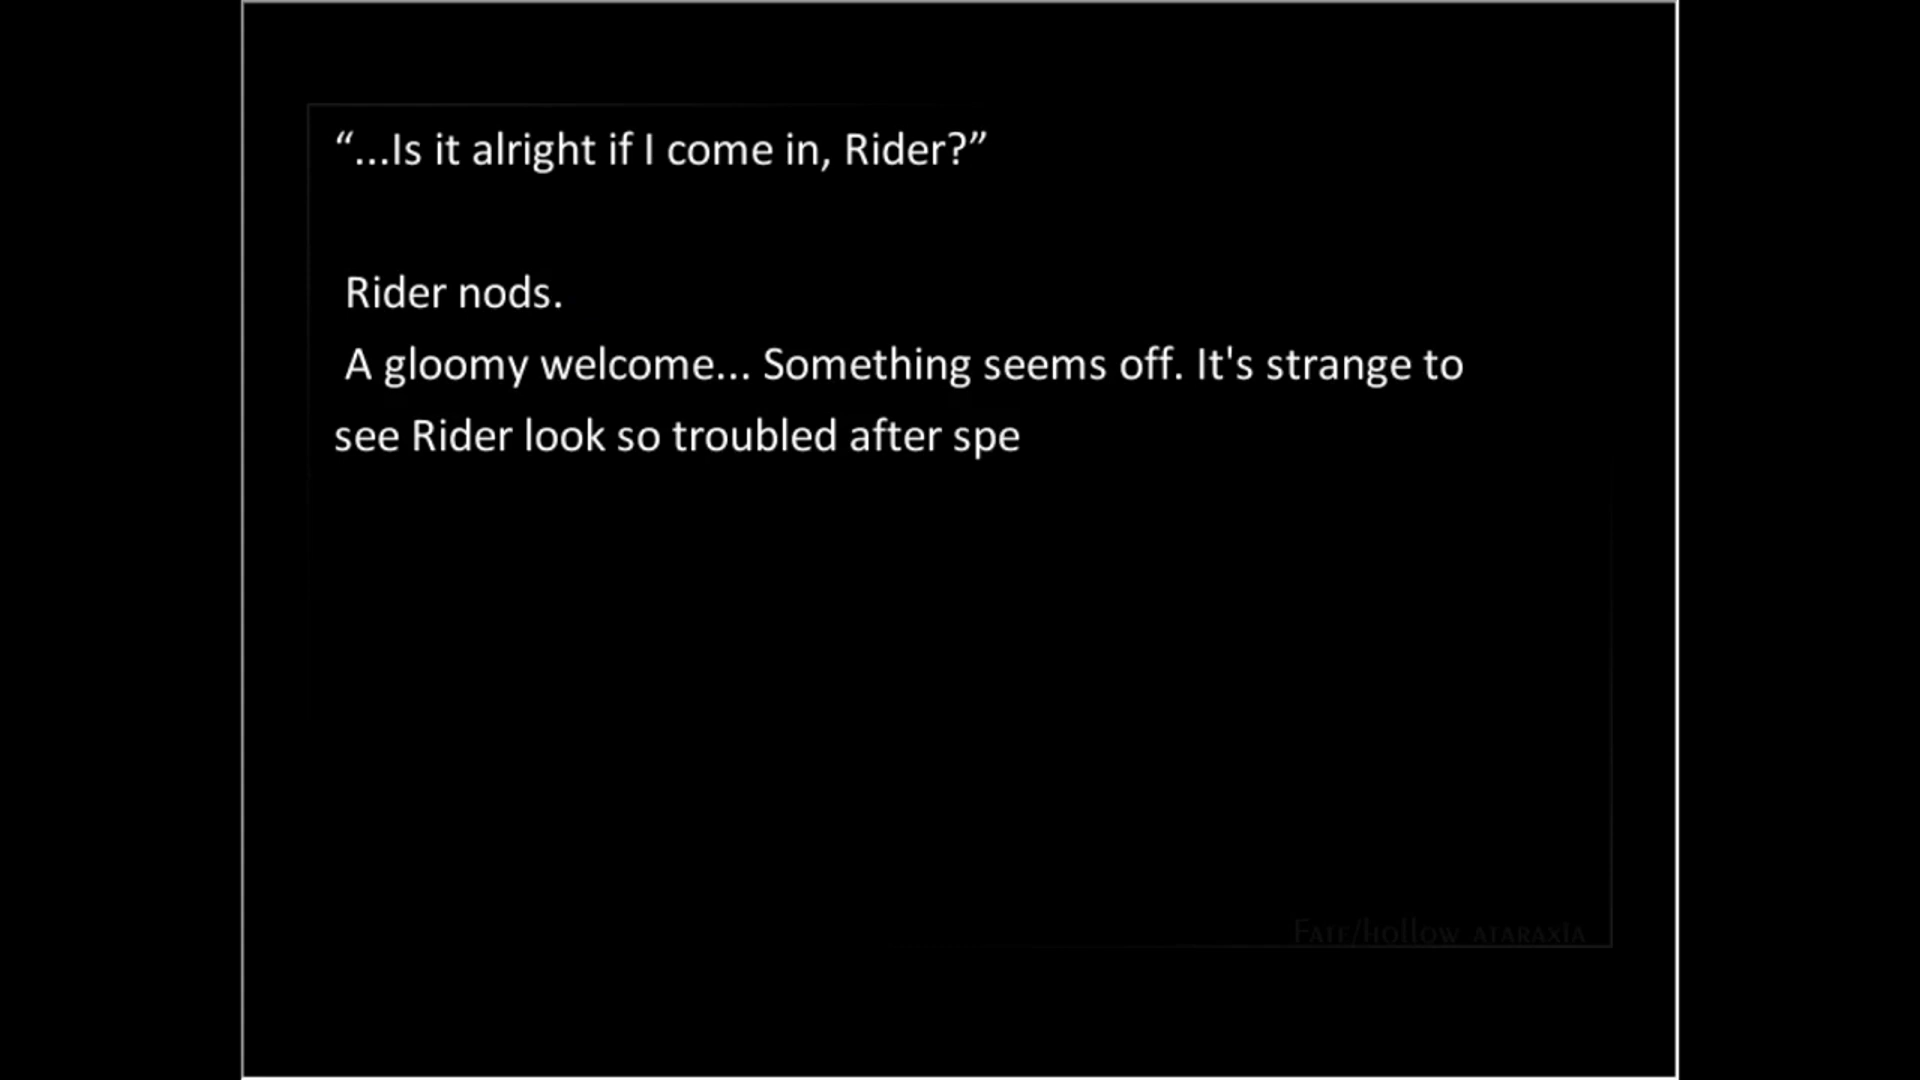 “...Is it alright if I come in, Rider?”
Rider nods.
A gloomy welcome... Something seems off. It's strange to
see Rider look so troubled after spe
Fate/hollow ataraxia